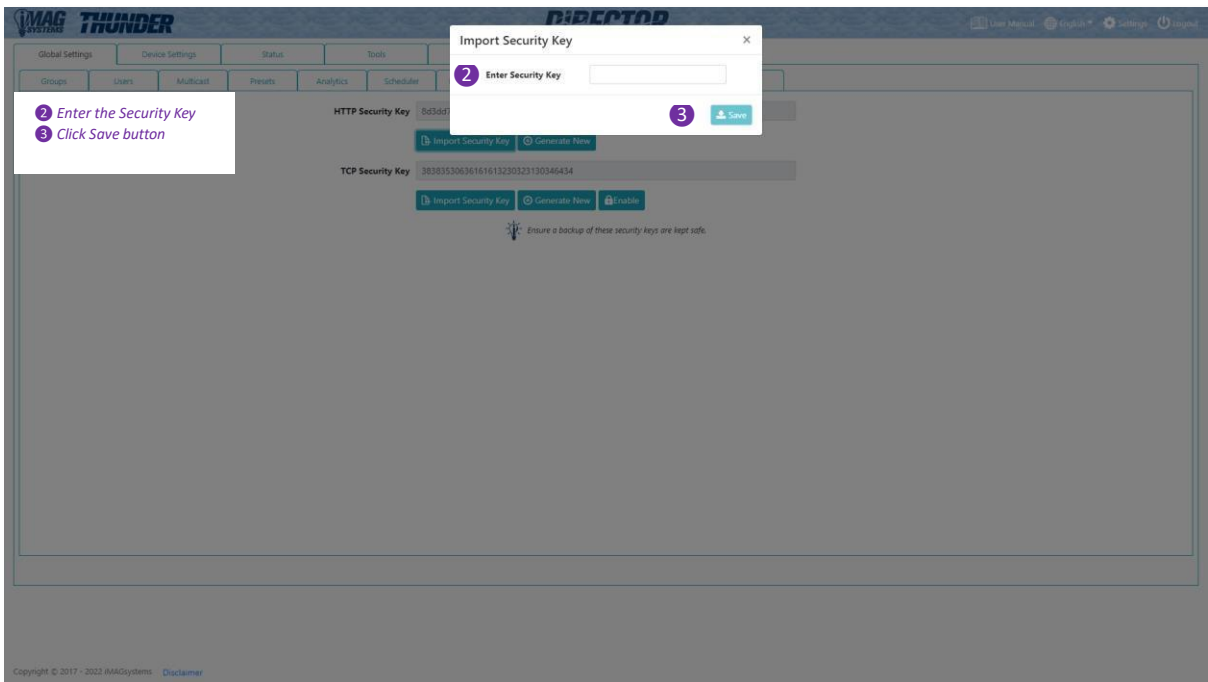 iMAG SYSTEMS THUNDER
DiRECTOR
User Manual English Settings Logout
Import Security Key ×
Global Settings Device Settings Status Tools
Groups Users Multicast Presets Analytics Scheduler
2 Enter Security Key
3 Save
2 Enter the Security Key
3 Click Save button
HTTP Security Key
Import Security Key Generate New
TCP Security Key 38383530636161613230323130346434
Import Security Key Generate New Enable
Ensure a backup of these security keys are kept safe.
Copyright © 2017 - 2022 iMAGsystems Disclaimer